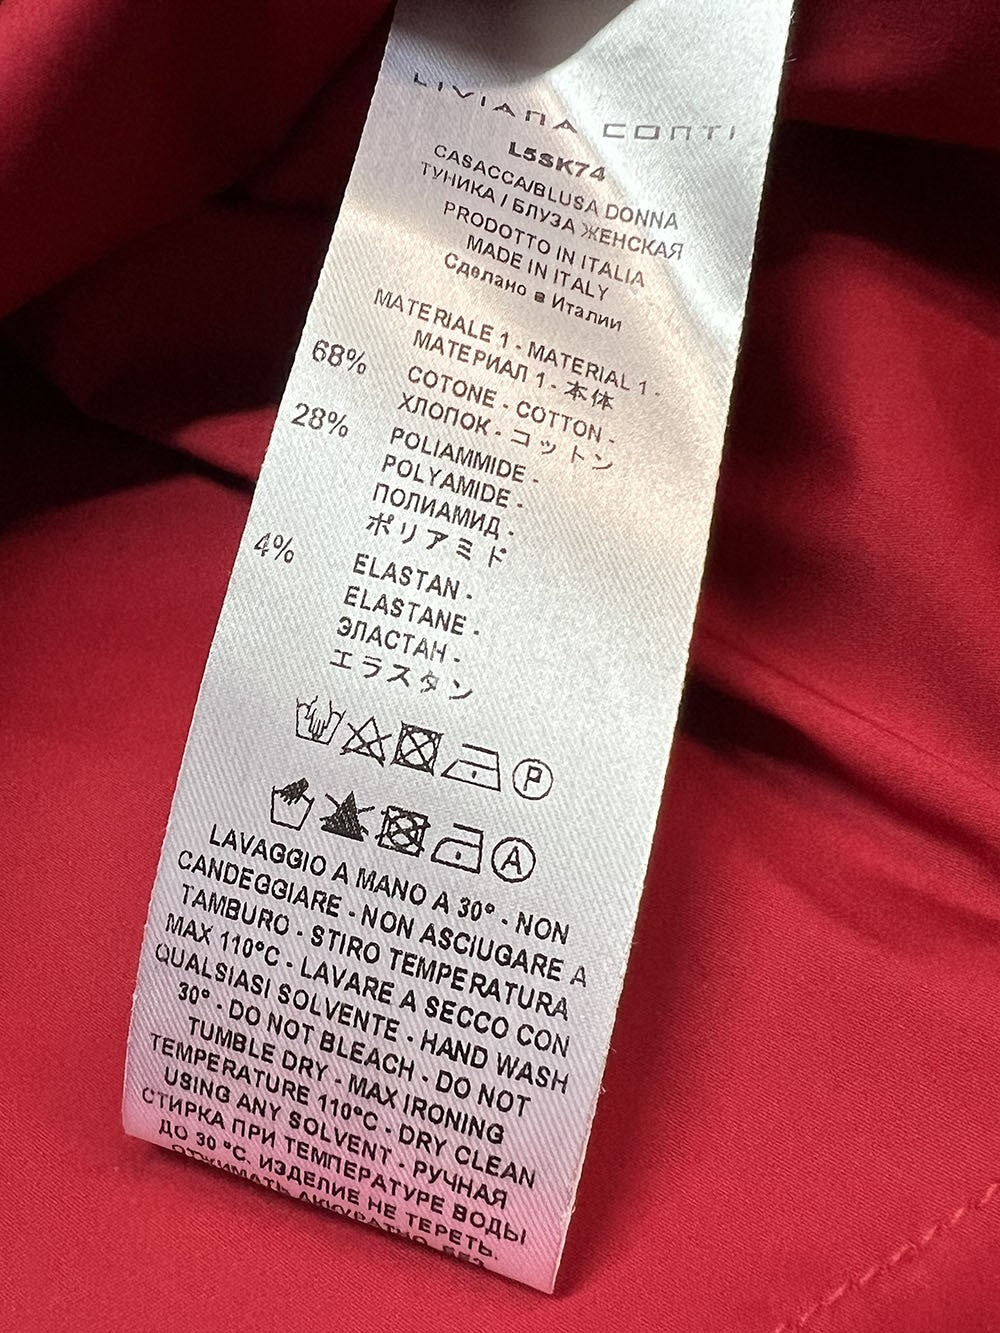 LIVIANA CONTI
L5SK74
CASACCA/BLUSA DONNA
ТУНИКА / БЛУЗА ЖЕНСКАЯ
PRODOTTO IN ITALIA
MADE IN ITALY
Сделано в Италии
MATERIALE 1 - MATERIAL 1 -
МАТЕРИАЛ 1 - 本体
68% COTONE - COTTON -
ХЛОПОК - コットン
28% POLIAMMIDE -
POLYAMIDE -
ПОЛИАМИД -
ポリアミド
4% ELASTAN -
ELASTANE -
ЭЛАСТАН -
エラスタン
P
A
LAVAGGIO A MANO A 30° - NON
CANDEGGIARE - NON ASCIUGARE A
TAMBURO - STIRO TEMPERATURA
MAX 110°C - LAVARE A SECCO CON
QUALSIASI SOLVENTE - HAND WASH
30° - DO NOT BLEACH - DO NOT
TUMBLE DRY - MAX IRONING
TEMPERATURE 110°C - DRY CLEAN
USING ANY SOLVENT - РУЧНАЯ
СТИРКА ПРИ ТЕМПЕРАТУРЕ ВОДЫ
ДО 30 °C. ИЗДЕЛИЕ НЕ ТЕРЕТЬ.
ОТЖИМАТЬ АККУРАТНО, БЕЗ